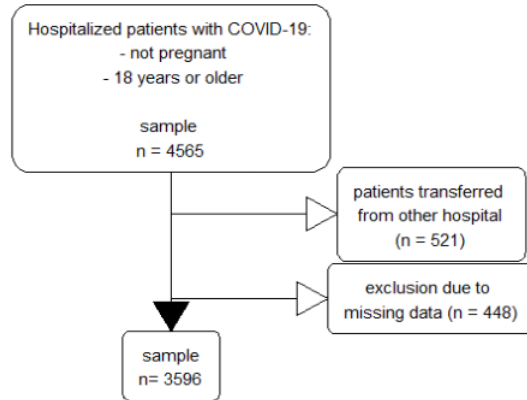 Hospitalized patients with COVID-19:
- not pregnant
- 18 years or older
sample
n = 4565
patients transferred
from other hospital
(n = 521)
exclusion due to
missing data (n = 448)
sample
n= 3596